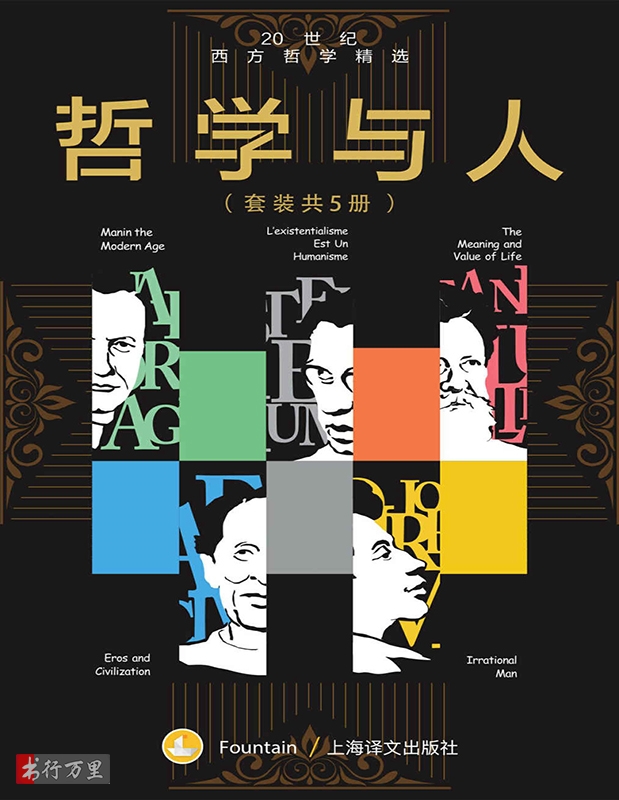 20 世 纪
西 方 哲 学 精 选
哲学与人
（套装共5册）
Manin the
Modern Age
L'existentialisme
Est Un
Humanisme
The
Meaning and
Value of Life
Eros and
Civilization
Irrational
Man
Fountain / 上海译文出版社
书行万里